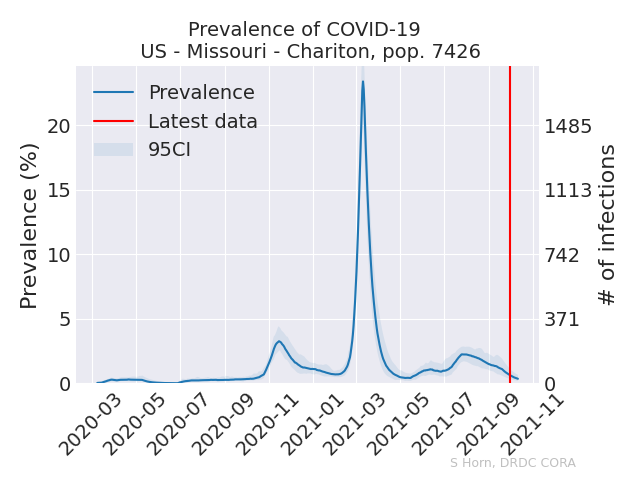 Prevalence of COVID-19
US - Missouri - Chariton, pop. 7426
Prevalence
Latest data
95CI
Prevalence (%)
20
15
10
5
0
1485
1113
742
371
0
# of infections
2020-03
2020-05
2020-07
2020-09
2020-11
2021-01
2021-03
2021-05
2021-07
2021-09
2021-11
S Horn, DRDC CORA